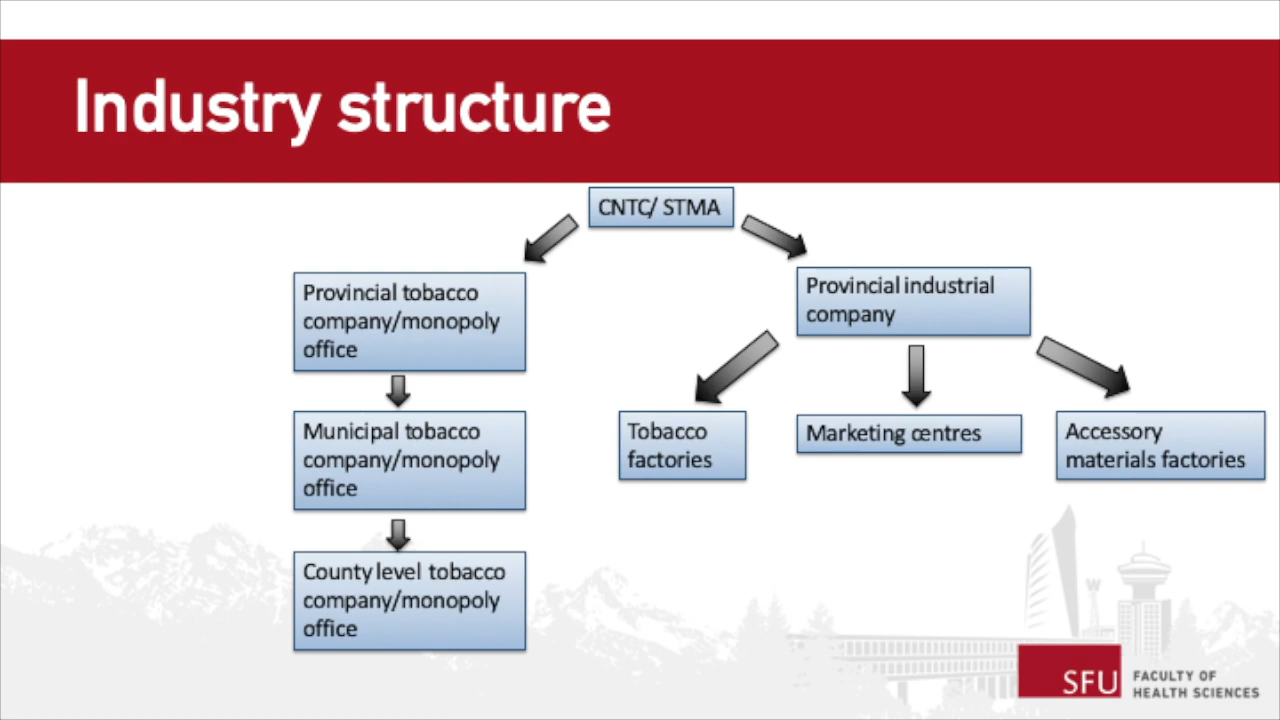 Industry structure
CNTC/ STMA
Provincial tobacco
company/monopoly
office
Provincial industrial
company
Municipal tobacco
company/monopoly
office
Tobacco
factories
Marketing centres
Accessory
materials factories
County level tobacco
company/monopoly
office
SFU
FACULTY OF
HEALTH SCIENCES